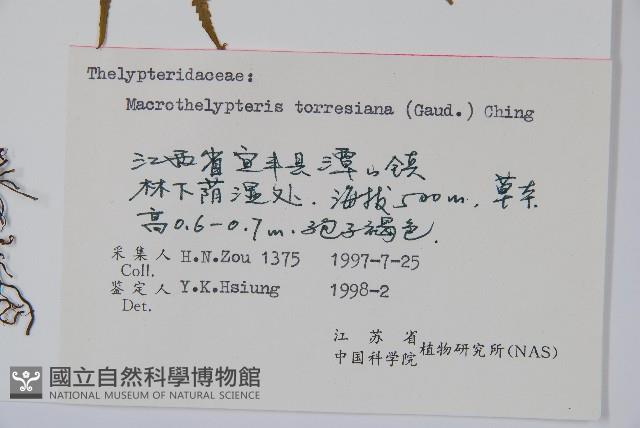 Thelypteridaceae:
Macrothelypteris torresiana (Gaud.) Ching
江西省宜丰县潭山镇
林下荫湿处. 海拔500m, 草本
高0.6-0.7m. 孢子褐色.
采集人 H.N.Zou 1375 1997-7-25
Coll.
鉴定人 Y.K.Hsiung 1998-2
Det.
江苏省
中国科学院植物研究所(NAS)
國立自然科學博物館
NATIONAL MUSEUM OF NATURAL SCIENCE